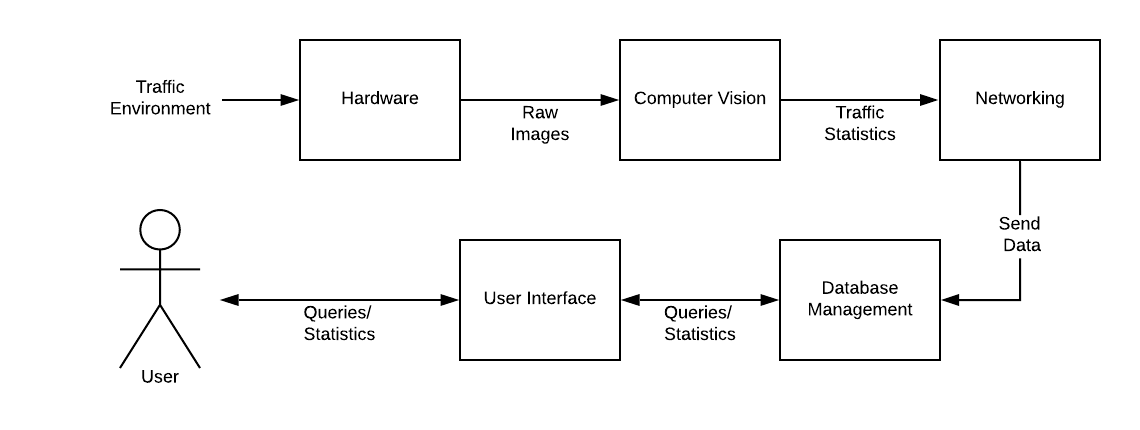 Traffic
Environment
Hardware
Raw
Images
Computer Vision
Traffic
Statistics
Networking
Send
Data
Database
Management
Queries/
Statistics
User Interface
Queries/
Statistics
User